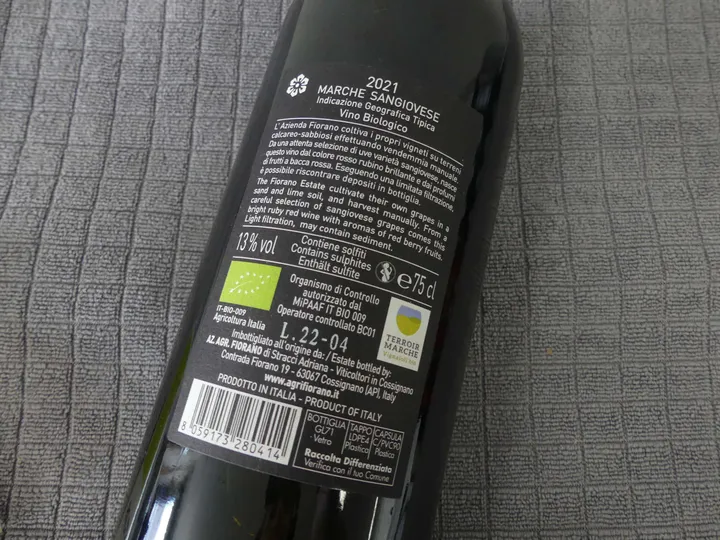 2021
MARCHE SANGIOVESE
Indicazione Geografica Tipica
Vino Biologico
L'Azienda Fiorano coltiva i propri vigneti su terreni
calcareo-sabbiosi effettuando vendemmia manuale.
Da una attenta selezione di uve varietà sangiovese, nasce
questo vino dal colore rosso rubino brillante e dai profumi
di frutti a bacca rossa. Eseguendo una limitata filtrazione,
è possibile riscontrare depositi in bottiglia.
The Fiorano Estate cultivate their own grapes in a
sand and lime soil, and harvest manually. From a
careful selection of sangiovese grapes comes this
bright ruby red wine with aromas of red berry fruits.
Light filtration, may contain sediment.
13% vol
Contiene solfiti
Contains sulphites
Enthält sulfite
e 75 cl
IT-BIO-009
Agricoltura Italia
Organismo di Controllo
autorizzato dal
MiPAAF IT BIO 009
Operatore controllato BC01
L.22-04
TERROIR
MARCHE
Vignaioli bio
Imbottigliato all'origine da: / Estate bottled by:
AZ. AGR. FIORANO di Stracci Adriana - Viticoltori in Cossignano
Contrada Fiorano 19 - 63067 Cossignano (AP), Italy
www.agrifiorano.it
PRODOTTO IN ITALIA - PRODUCT OF ITALY
8 059173 280414
BOTTIGLIA
GL71
Vetro
TAPPO
LDPE4
Plastica
CAPSULA
C/PVC90
Plastica
Raccolta Differenziata
Verifica con il tuo Comune